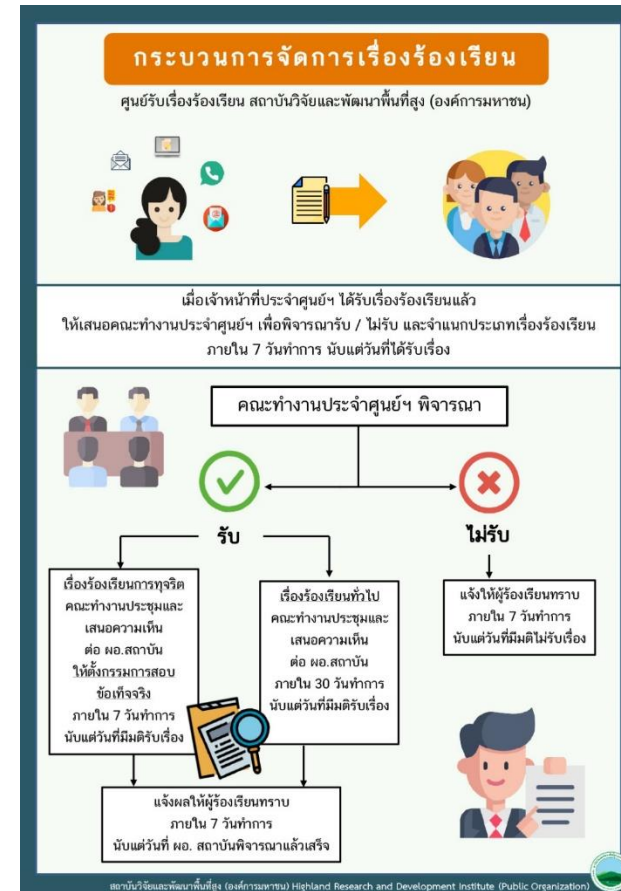 กระบวนการจัดการเรื่องร้องเรียน
ศูนย์รับเรื่องร้องเรียน สถาบันวิจัยและพัฒนาพื้นที่สูง (องค์การมหาชน)
เมื่อเจ้าหน้าที่ประจำศูนย์ฯ ได้รับเรื่องร้องเรียนแล้ว
ให้เสนอคณะทำงานประจำศูนย์ฯ เพื่อพิจารณารับ / ไม่รับ และจำแนกประเภทเรื่องร้องเรียน
ภายใน 7 วันทำการ นับแต่วันที่ได้รับเรื่อง
คณะทำงานประจำศูนย์ฯ พิจารณา
รับ
ไม่รับ
เรื่องร้องเรียนการทุจริต
คณะทำงานประชุมและ
เสนอความเห็น
ต่อ ผอ.สถาบัน
ให้ตั้งกรรมการสอบ
ข้อเท็จจริง
ภายใน 7 วันทำการ
นับแต่วันที่มีมติรับเรื่อง
เรื่องร้องเรียนทั่วไป
คณะทำงานประชุมและ
เสนอความเห็น
ต่อ ผอ.สถาบัน
ภายใน 30 วันทำการ
นับแต่วันที่มีมติรับเรื่อง
แจ้งให้ผู้ร้องเรียนทราบ
ภายใน 7 วันทำการ
นับแต่วันที่มีมติไม่รับเรื่อง
แจ้งผลให้ผู้ร้องเรียนทราบ
ภายใน 7 วันทำการ
นับแต่วันที่ ผอ. สถาบันพิจารณาแล้วเสร็จ
สถาบันวิจัยและพัฒนาพื้นที่สูง (องค์การมหาชน) Highland Research and Development Institute (Public Organization)